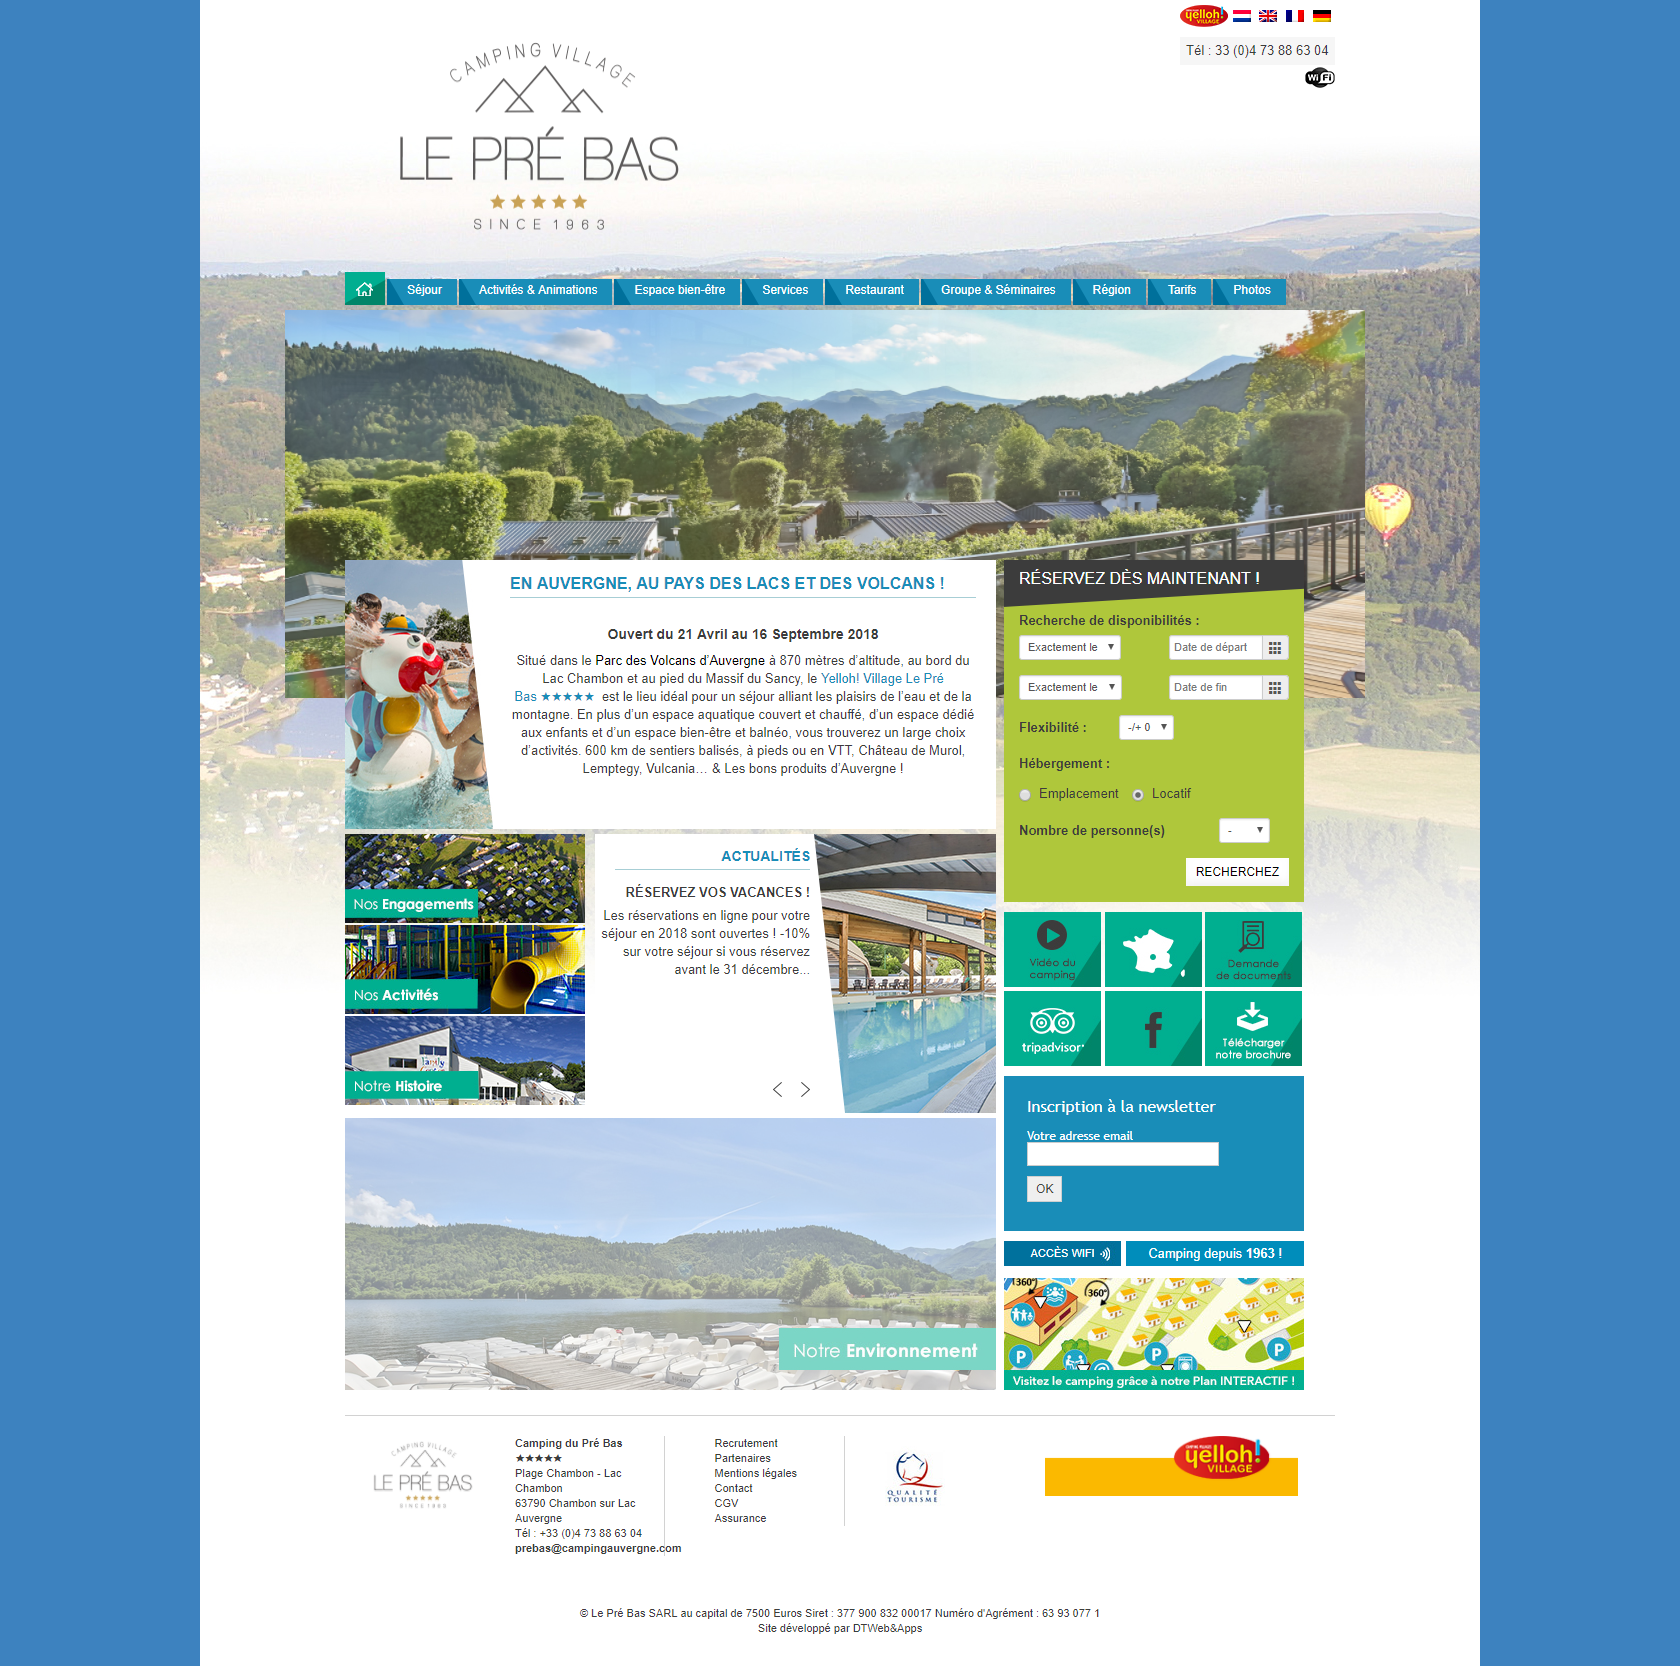 yelloh!
VILLAGE
Tél : 33 (0)4 73 88 63 04
Wi Fi
CAMPING VILLAGE
LE PRÉ BAS
★★★★★
SINCE 1963
Séjour
Activités & Animations
Espace bien-être
Services
Restaurant
Groupe & Séminaires
Région
Tarifs
Photos
EN AUVERGNE, AU PAYS DES LACS ET DES VOLCANS !
Ouvert du 21 Avril au 16 Septembre 2018
Situé dans le Parc des Volcans d’Auvergne à 870 mètres d’altitude, au bord du
Lac Chambon et au pied du Massif du Sancy, le Yelloh! Village Le Pré
Bas ★★★★★ est le lieu idéal pour un séjour alliant les plaisirs de l’eau et de la
montagne. En plus d’un espace aquatique couvert et chauffé, d’un espace dédié
aux enfants et d’un espace bien-être et balnéo, vous trouverez un large choix
d’activités. 600 km de sentiers balisés, à pieds ou en VTT, Château de Murol,
Lemptegy, Vulcania… & Les bons produits d’Auvergne !
RÉSERVEZ DÈS MAINTENANT !
Recherche de disponibilités :
Exactement le
Date de départ
Exactement le
Date de fin
Flexibilité :
-/+ 0
Hébergement :
Emplacement
Locatif
Nombre de personne(s)
-
RECHERCHEZ
Nos Engagements
Nos Activités
Family
Notre Histoire
ACTUALITÉS
RÉSERVEZ VOS VACANCES !
Les réservations en ligne pour votre
séjour en 2018 sont ouvertes ! -10%
sur votre séjour si vous réservez
avant le 31 décembre...
Vidéo du
camping
Demande
de documents
tripadvisor
f
Télécharger
notre brochure
Inscription à la newsletter
Votre adresse email
OK
ACCÈS WIFI
Camping depuis 1963 !
Notre Environnement
360°
360°
P
P
P
@
Visitez le camping grâce à notre Plan INTERACTIF !
CAMPING VILLAGE
LE PRÉ BAS
★★★★★
SINCE 1963
Camping du Pré Bas
★★★★★
Plage Chambon - Lac
Chambon
63790 Chambon sur Lac
Auvergne
Tél : +33 (0)4 73 88 63 04
prebas@campingauvergne.com
Recrutement
Partenaires
Mentions légales
Contact
CGV
Assurance
QUALITÉ
TOURISME
yelloh!
VILLAGE
© Le Pré Bas SARL au capital de 7500 Euros Siret : 377 900 832 00017 Numéro d'Agrément : 63 93 077 1
Site développé par DTWeb&Apps